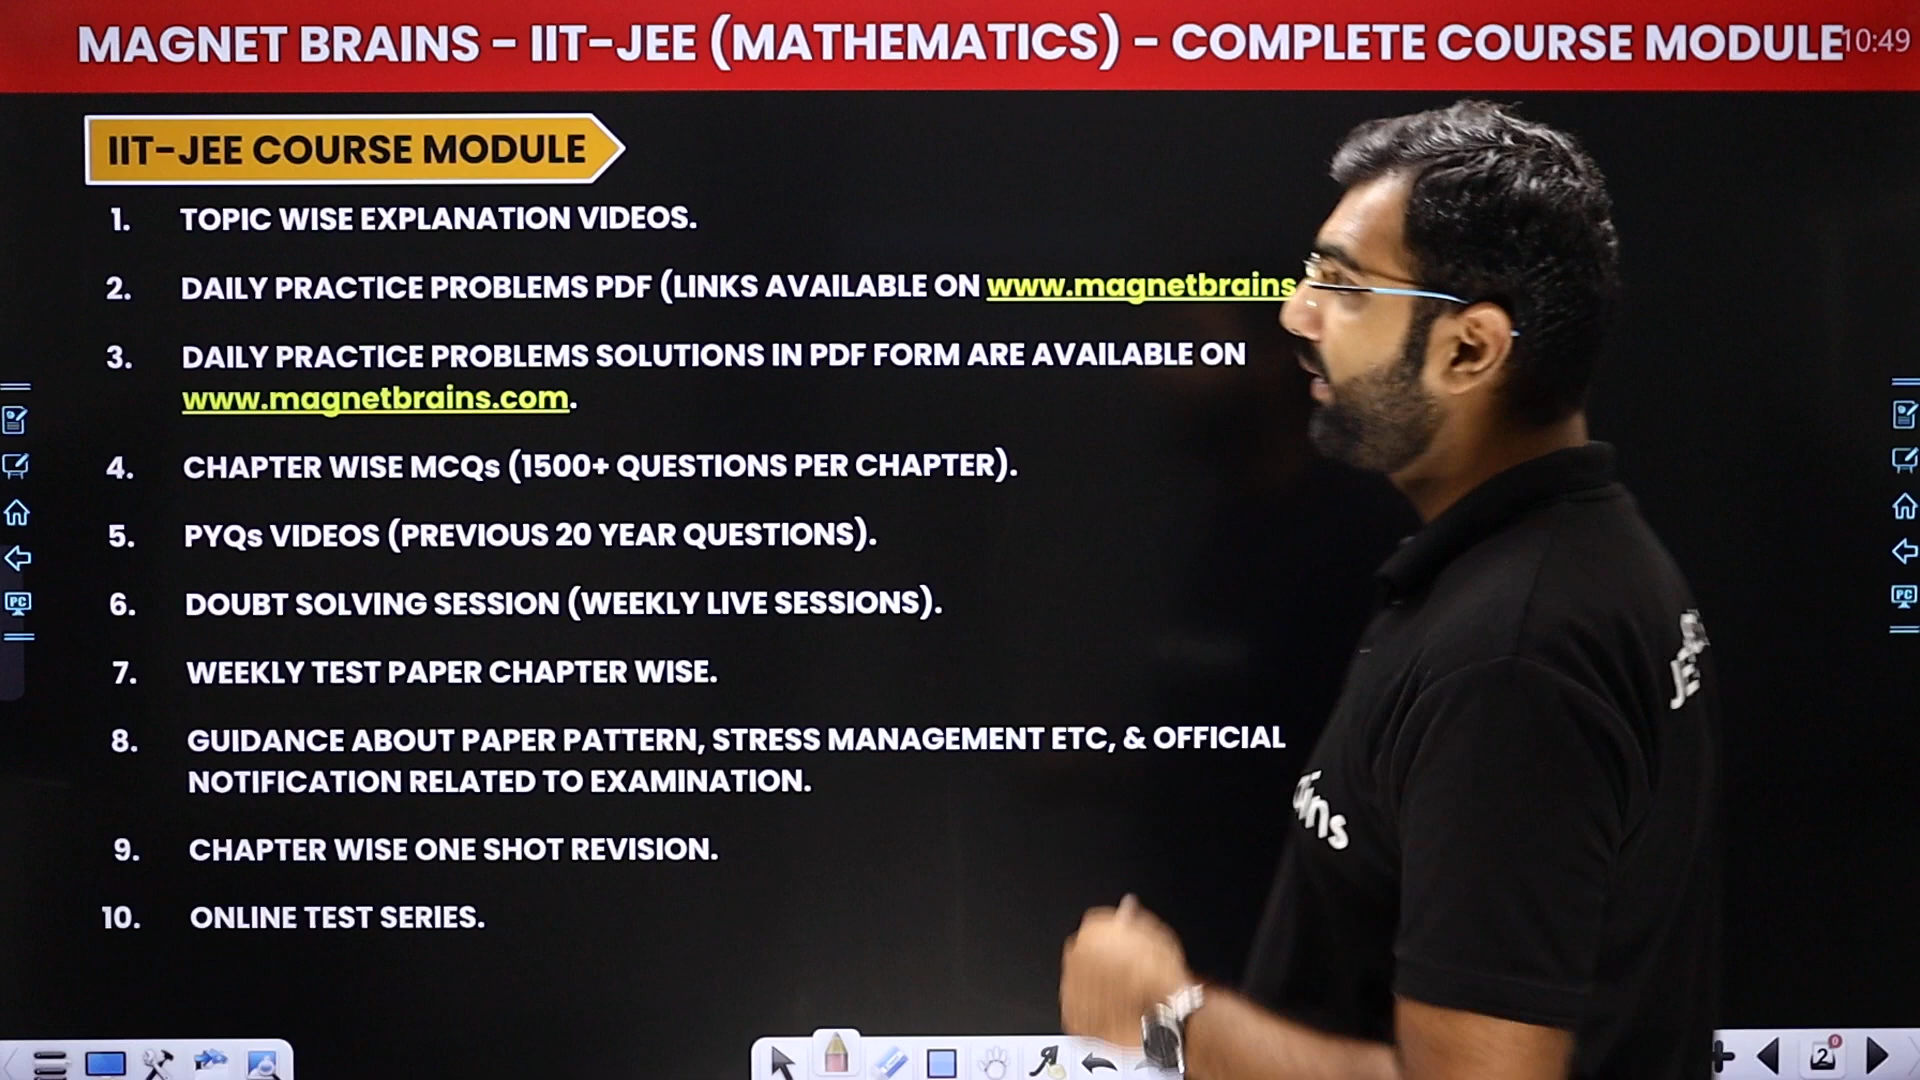 MAGNET BRAINS - IIT-JEE (MATHEMATICS) - COMPLETE COURSE MODULE
10:49
IIT-JEE COURSE MODULE
1. TOPIC WISE EXPLANATION VIDEOS.
2. DAILY PRACTICE PROBLEMS PDF (LINKS AVAILABLE ON www.magnetbrains
3. DAILY PRACTICE PROBLEMS SOLUTIONS IN PDF FORM ARE AVAILABLE ON
www.magnetbrains.com.
4. CHAPTER WISE MCQs (1500+ QUESTIONS PER CHAPTER).
5. PYQs VIDEOS (PREVIOUS 20 YEAR QUESTIONS).
6. DOUBT SOLVING SESSION (WEEKLY LIVE SESSIONS).
7. WEEKLY TEST PAPER CHAPTER WISE.
8. GUIDANCE ABOUT PAPER PATTERN, STRESS MANAGEMENT ETC, & OFFICIAL
NOTIFICATION RELATED TO EXAMINATION.
9. CHAPTER WISE ONE SHOT REVISION.
10. ONLINE TEST SERIES.
PC
PC
2
0